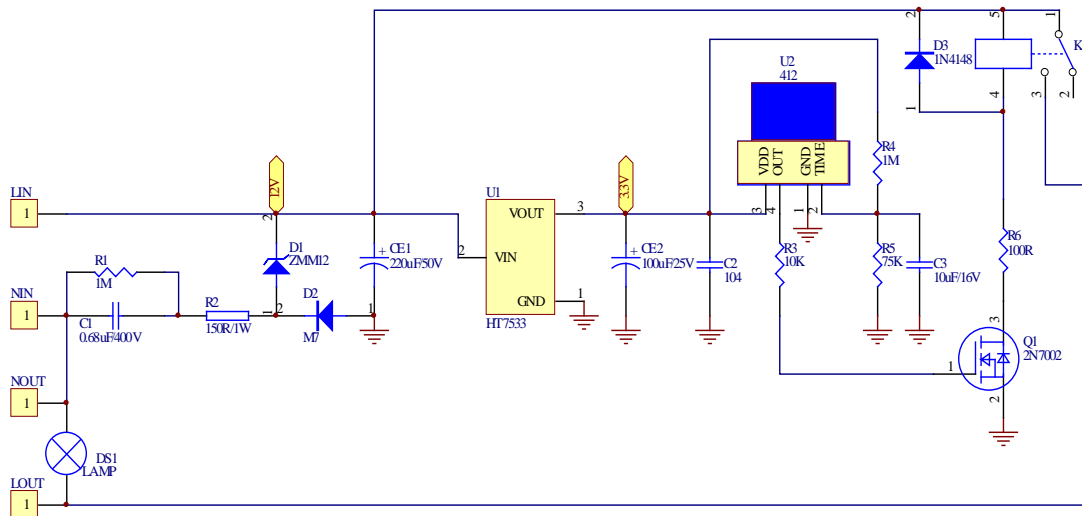 2
5
1
D3
1N4148
K
U2
412
1
4
3
2
12V
3.3V
VDD
OUT
GND
TIME
R4
1M
LIN
1
2
U1
VOUT
3
3
4
1
2
VIN
2
D1
ZMM12
CE1
220uF/50V
CE2
100uF/25V
C2
104
R3
10K
R5
75K
C3
10uF/16V
R6
100R
R1
1M
NIN
1
C1
0.68uF/400V
R2
150R/1W
1
2
D2
M7
1
GND
1
HT7533
3
Q1
2N7002
1
2
NOUT
1
DS1
LAMP
LOUT
1